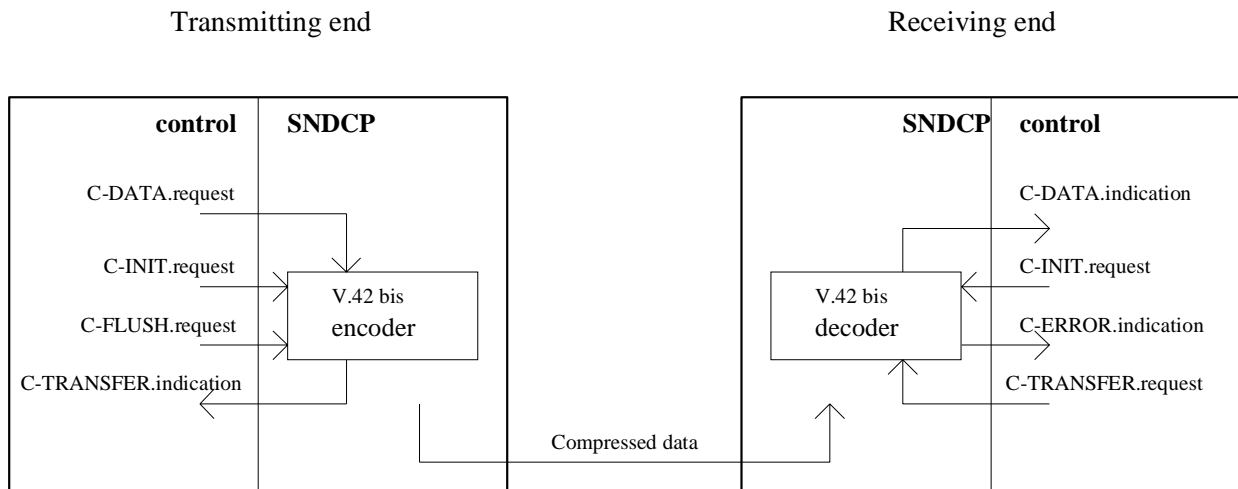 Transmitting end
Receiving end
control SNDCP
SNDCP control
C-DATA.request
C-DATA.indication
C-INIT.request
C-INIT.request
V.42 bis
encoder
V.42 bis
decoder
C-FLUSH.request
C-ERROR.indication
C-TRANSFER.indication
C-TRANSFER.request
Compressed data